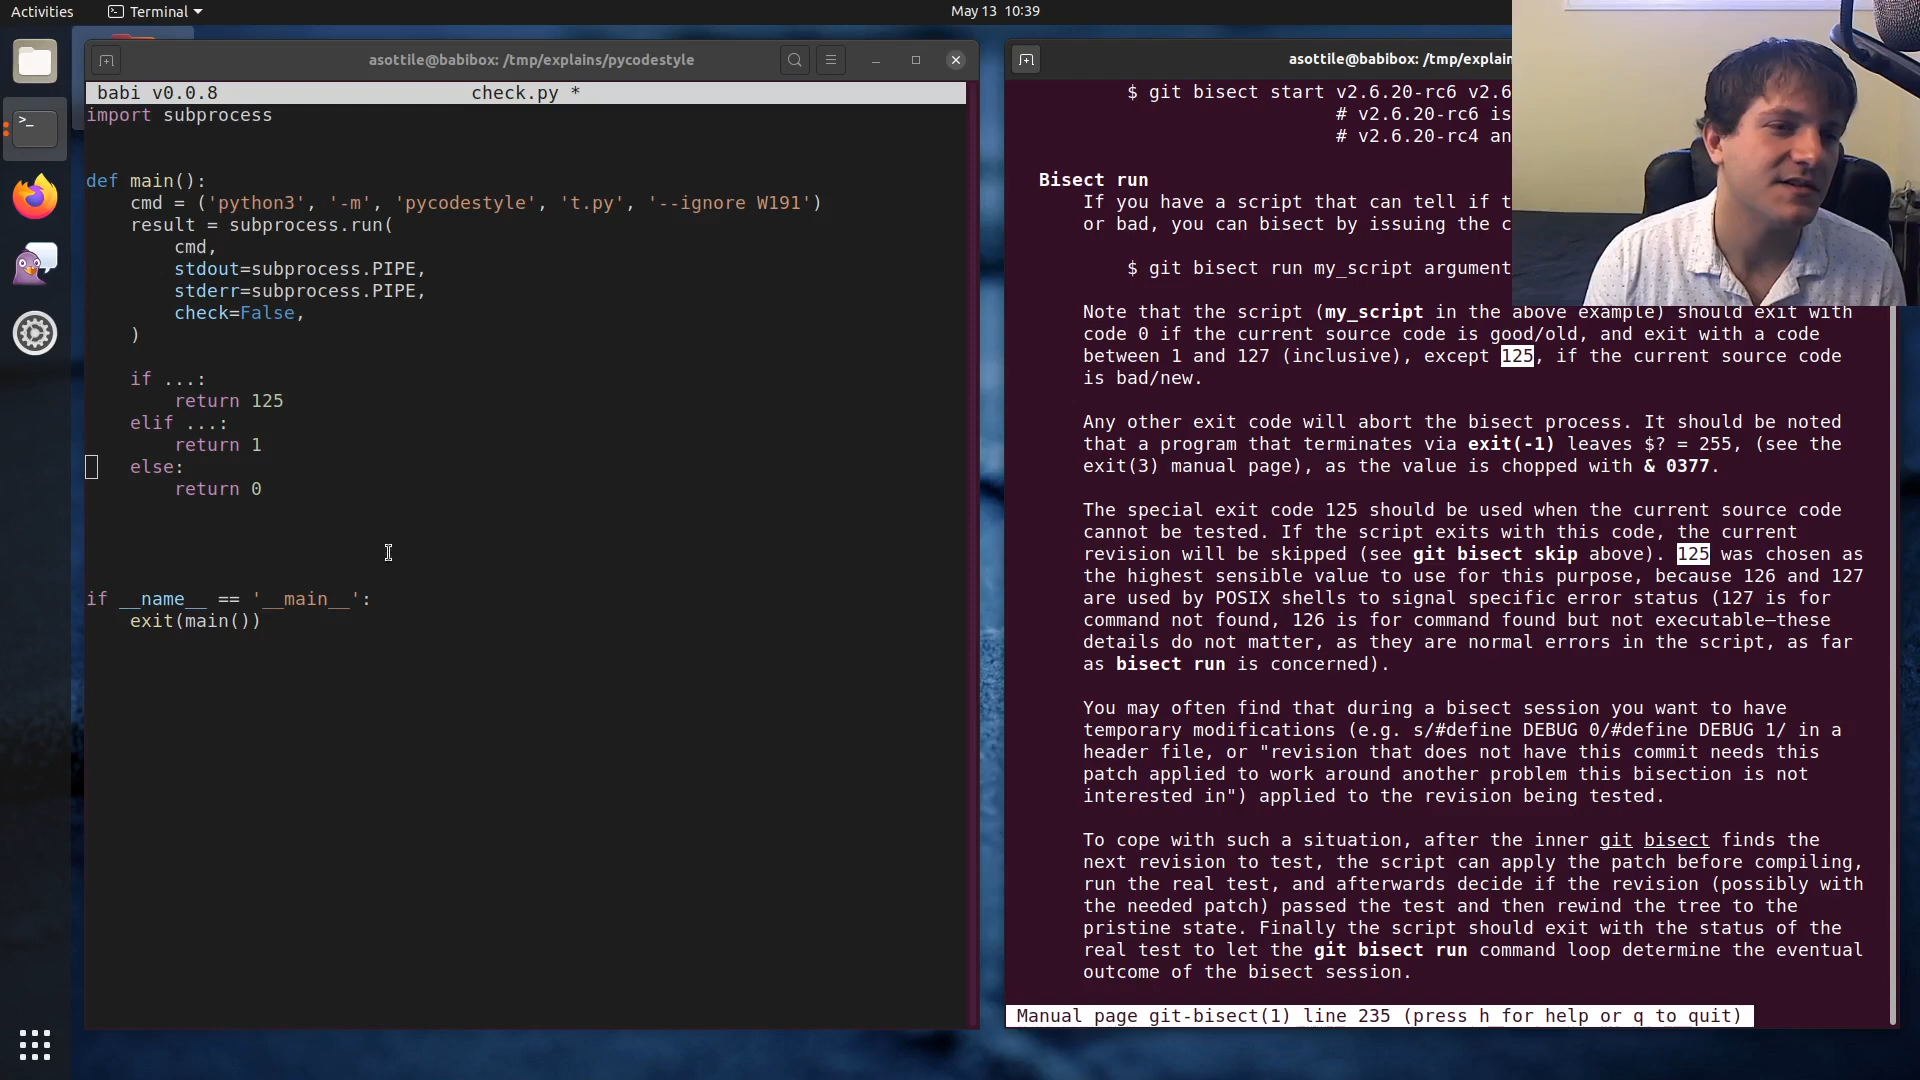 Activities
Terminal
May 13 10:39
asottile@babibox: /tmp/explains/pycodestyle
babi v0.0.8 check.py *
import subprocess
def main():
cmd = ('python3', '-m', 'pycodestyle', 't.py', '--ignore W191')
result = subprocess.run(
cmd,
stdout=subprocess.PIPE,
stderr=subprocess.PIPE,
check=False,
)
if ...:
return 125
elif ...:
return 1
else:
return 0
if __name__ == '__main__':
exit(main())
asottile@babibox: /tmp/explain
$ git bisect start v2.6.20-rc6 v2.6
# v2.6.20-rc6 is
# v2.6.20-rc4 an
Bisect run
If you have a script that can tell if t
or bad, you can bisect by issuing the c
$ git bisect run my_script argument
Note that the script (my_script in the above example) should exit with
code 0 if the current source code is good/old, and exit with a code
between 1 and 127 (inclusive), except 125, if the current source code
is bad/new.
Any other exit code will abort the bisect process. It should be noted
that a program that terminates via exit(-1) leaves $? = 255, (see the
exit(3) manual page), as the value is chopped with & 0377.
The special exit code 125 should be used when the current source code
cannot be tested. If the script exits with this code, the current
revision will be skipped (see git bisect skip above). 125 was chosen as
the highest sensible value to use for this purpose, because 126 and 127
are used by POSIX shells to signal specific error status (127 is for
command not found, 126 is for command found but not executable—these
details do not matter, as they are normal errors in the script, as far
as bisect run is concerned).
You may often find that during a bisect session you want to have
temporary modifications (e.g. s/#define DEBUG 0/#define DEBUG 1/ in a
header file, or "revision that does not have this commit needs this
patch applied to work around another problem this bisection is not
interested in") applied to the revision being tested.
To cope with such a situation, after the inner git bisect finds the
next revision to test, the script can apply the patch before compiling,
run the real test, and afterwards decide if the revision (possibly with
the needed patch) passed the test and then rewind the tree to the
pristine state. Finally the script should exit with the status of the
real test to let the git bisect run command loop determine the eventual
outcome of the bisect session.
Manual page git-bisect(1) line 235 (press h for help or q to quit)